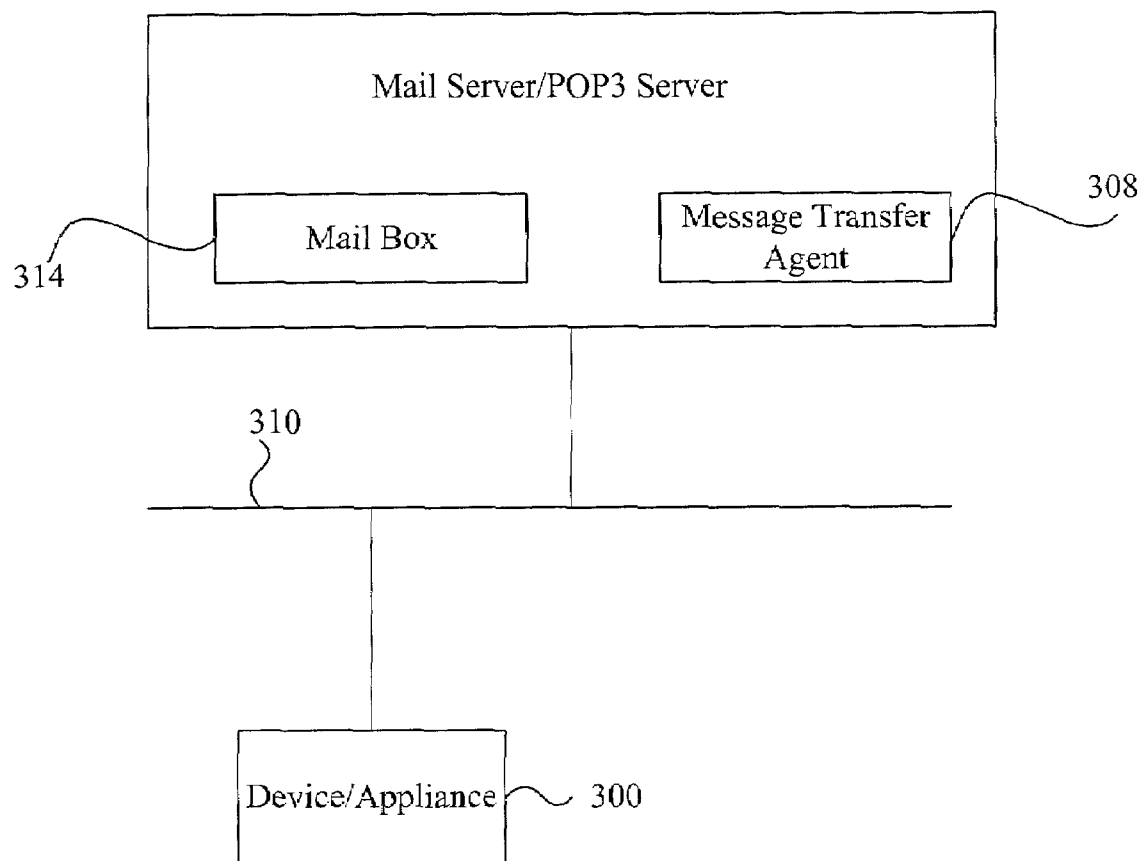 Mail Server/POP3 Server
308
Message Transfer
Agent
Mail Box
314
310
Device/Appliance
300